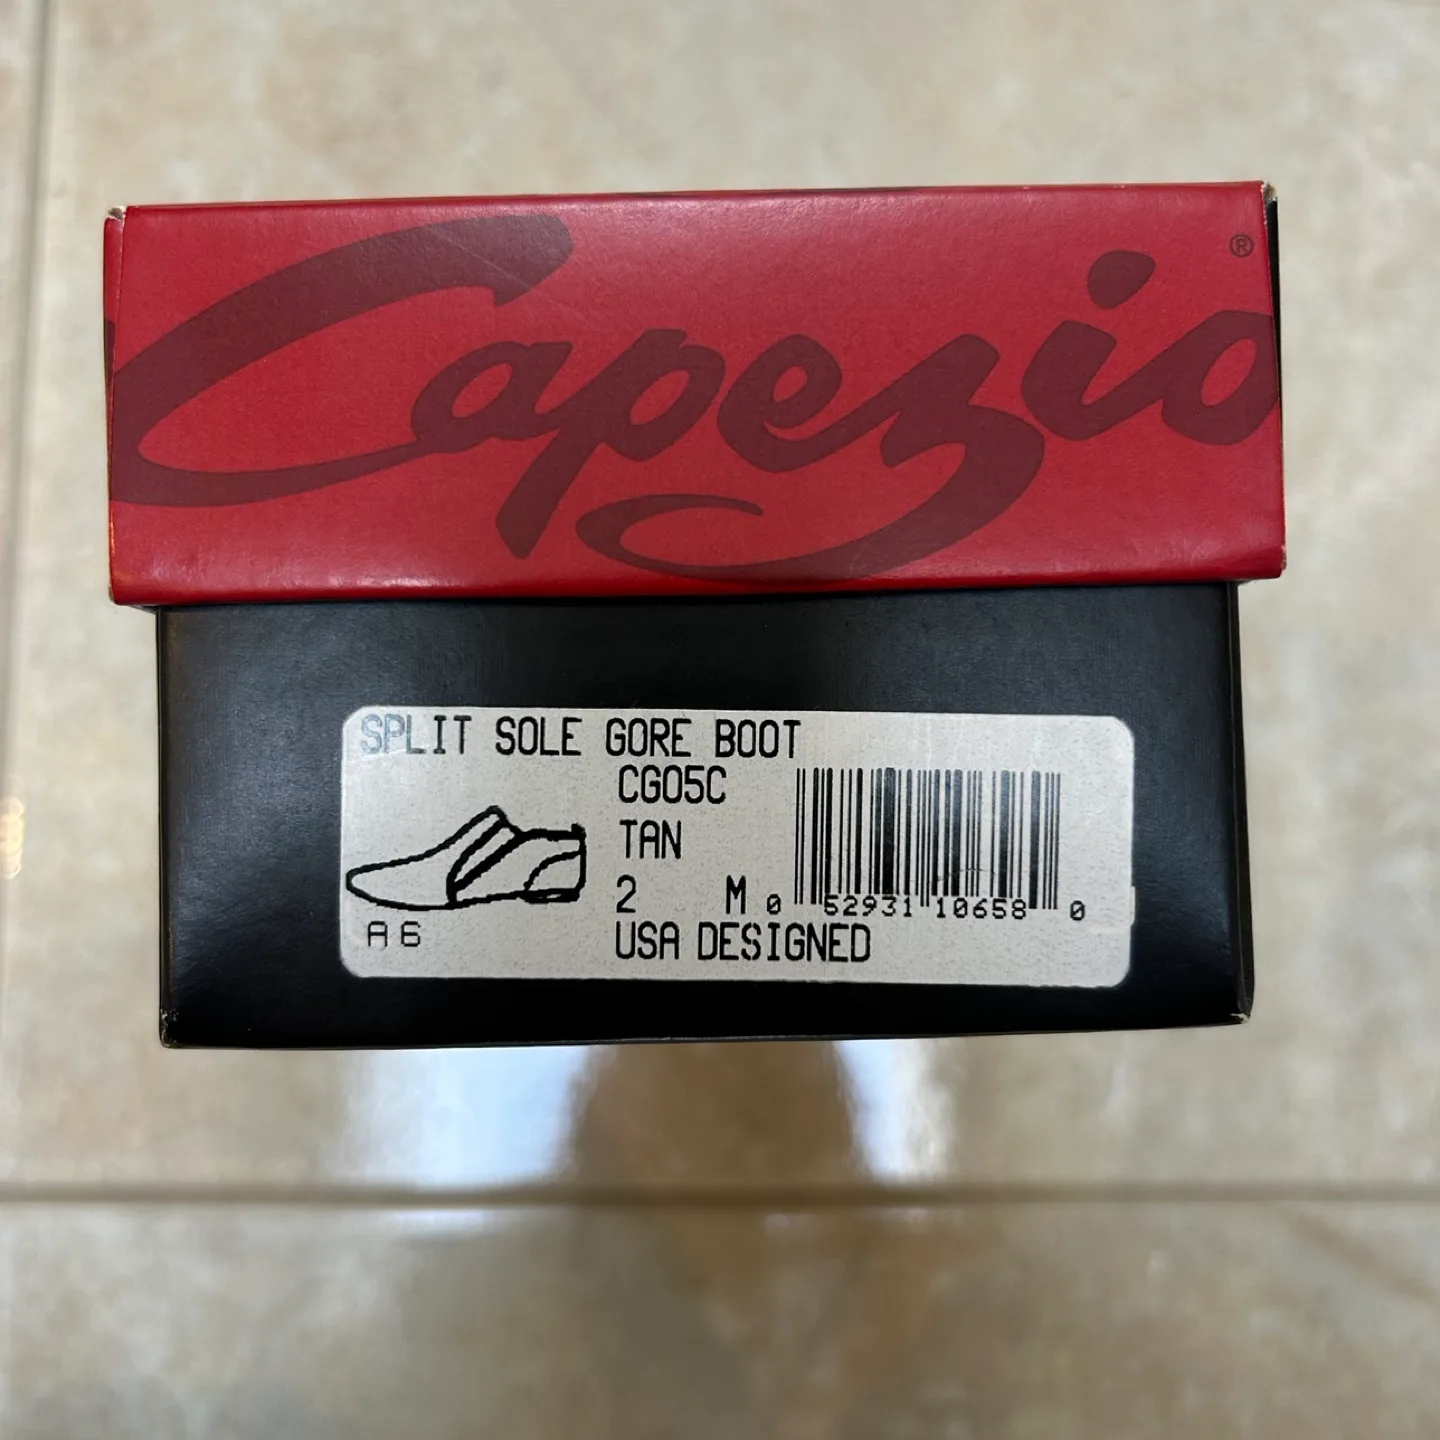 Capezio®
SPLIT SOLE GORE BOOT
CG05C
TAN
2 M
0 52931 10658 0
A6
USA DESIGNED